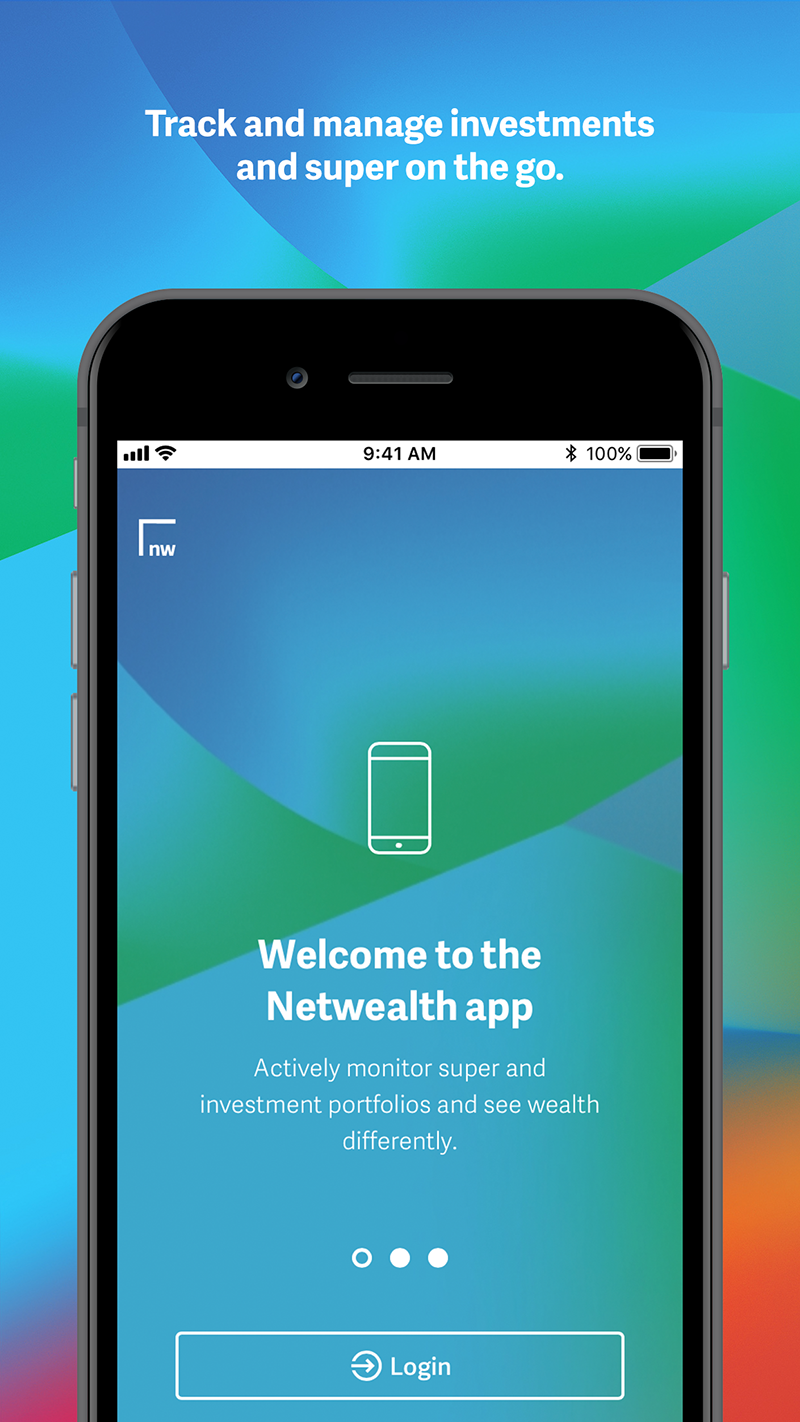 Track and manage investments
and super on the go.
9:41 AM
100%
nw
Welcome to the
Netwealth app
Actively monitor super and
investment portfolios and see wealth
differently.
Login